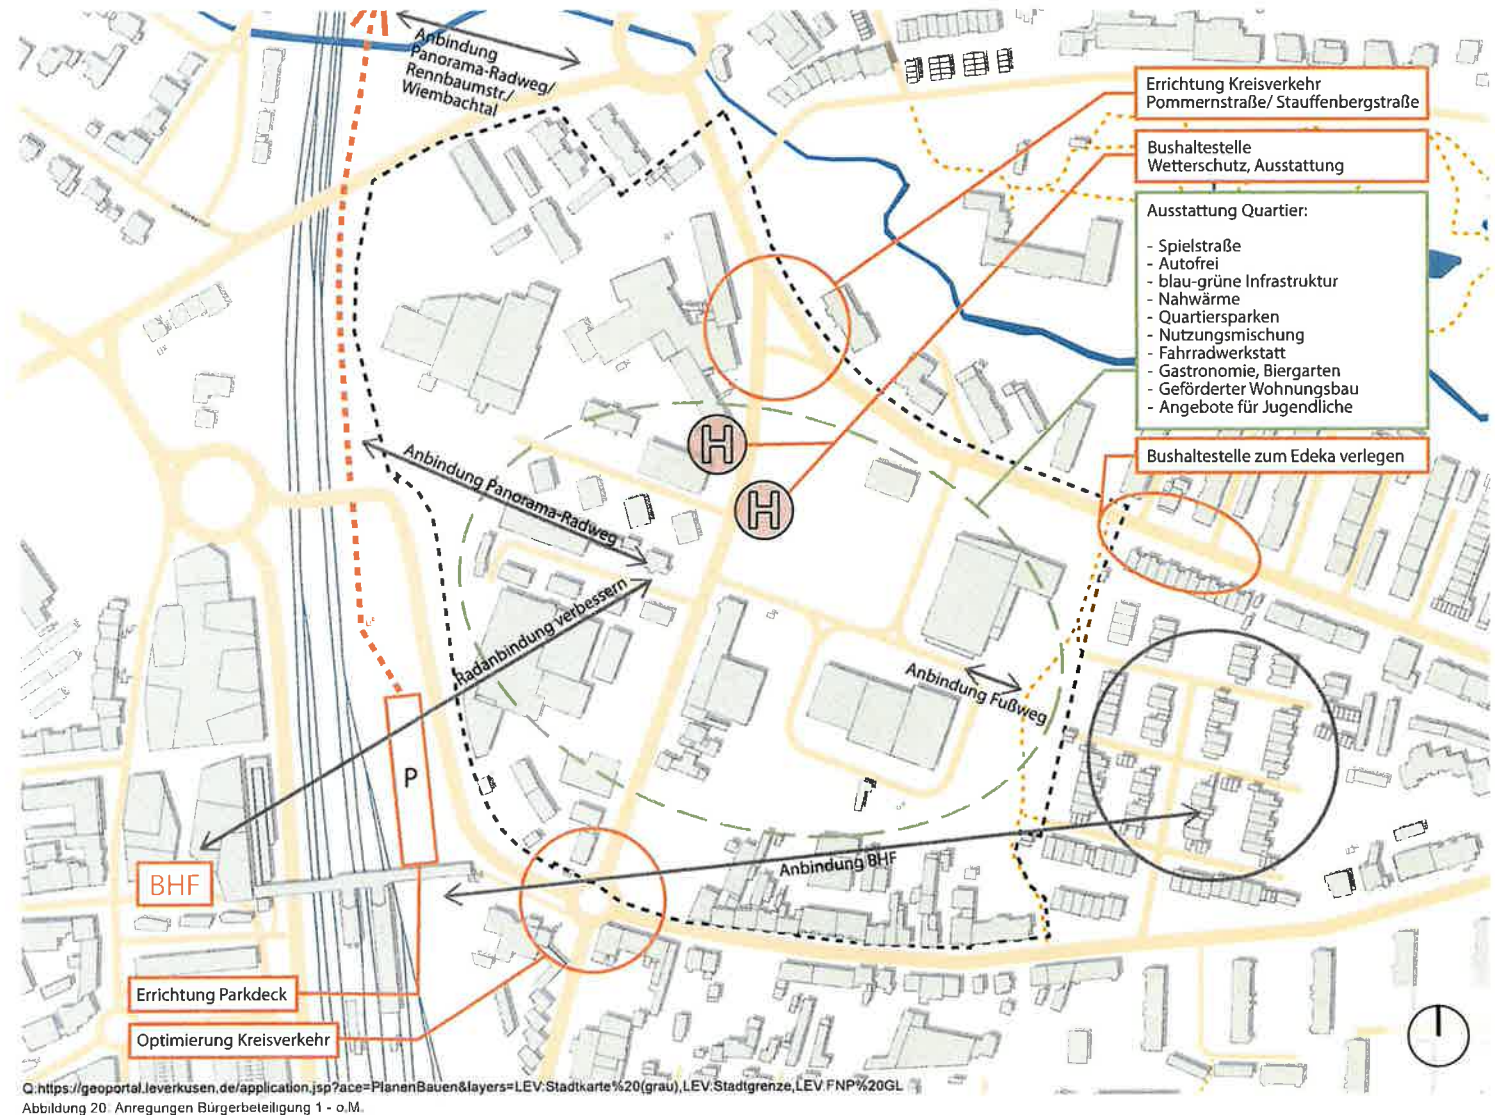 Anbindung
Panorama-Radweg/
Rennbaumstr./
Wiembachtal
Errichtung Kreisverkehr
Pommernstraße/ Stauffenbergstraße
Bushaltestelle
Wetterschutz, Ausstattung
Ausstattung Quartier:
- Spielstraße
- Autofrei
- blau-grüne Infrastruktur
- Nahwärme
- Quartiersparken
- Nutzungsmischung
- Fahrradwerkstatt
- Gastronomie, Biergarten
- Geförderter Wohnungsbau
- Angebote für Jugendliche
Bushaltestelle zum Edeka verlegen
H
H
Anbindung Panorama-Radweg
Radanbindung verbessern
Anbindung Fußweg
P
Anbindung BHF
BHF
Errichtung Parkdeck
Optimierung Kreisverkehr
Q:https://geoportal.leverkusen.de/application.jsp?ace=PlanenBauen&layers=LEV:Stadtkarte%20(grau),LEV:Stadtgrenze,LEV:FNP%20GL
Abbildung 20: Anregungen Bürgerbeteiligung 1 - o.M.